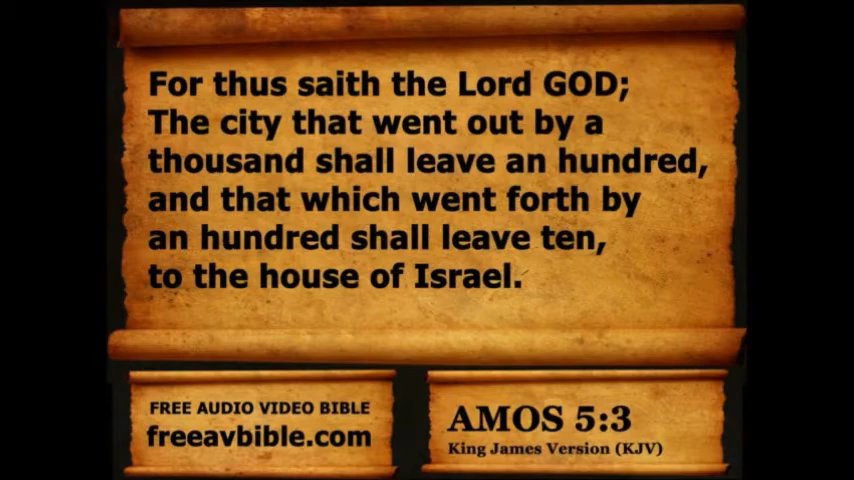 For thus saith the Lord GOD;
The city that went out by a
thousand shall leave an hundred,
and that which went forth by
an hundred shall leave ten,
to the house of Israel.
FREE AUDIO VIDEO BIBLE
freeavbible.com
AMOS 5:3
King James Version (KJV)